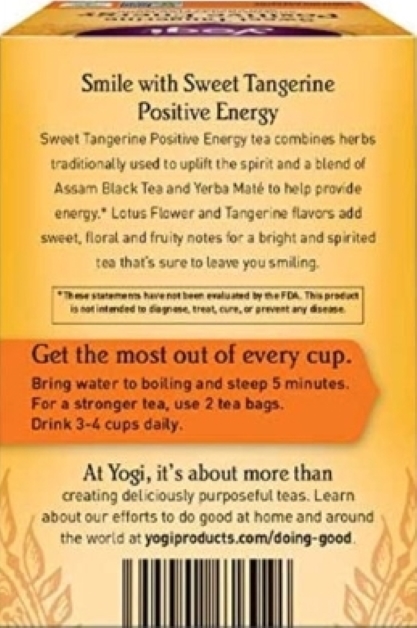 yogi
Smile with Sweet Tangerine
Positive Energy
Sweet Tangerine Positive Energy tea combines herbs
traditionally used to uplift the spirit and a blend of
Assam Black Tea and Yerba Maté to help provide
energy.* Lotus Flower and Tangerine flavors add
sweet, floral and fruity notes for a bright and spirited
tea that's sure to leave you smiling.
*These statements have not been evaluated by the FDA. This product
is not intended to diagnose, treat, cure, or prevent any disease.
Get the most out of every cup.
Bring water to boiling and steep 5 minutes.
For a stronger tea, use 2 tea bags.
Drink 3-4 cups daily.
At Yogi, it's about more than
creating deliciously purposeful teas. Learn
about our efforts to do good at home and around
the world at yogiproducts.com/doing-good.